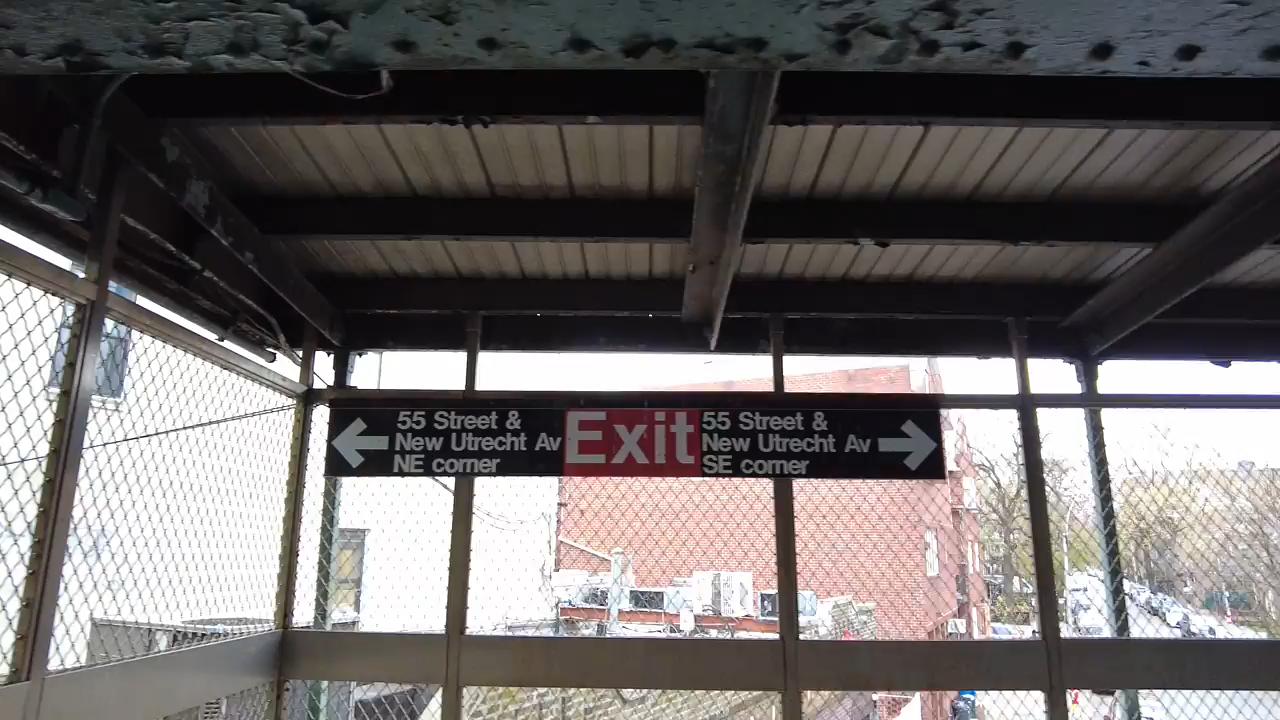 55 Street &
New Utrecht Av
NE corner
Exit
55 Street &
New Utrecht Av
SE corner